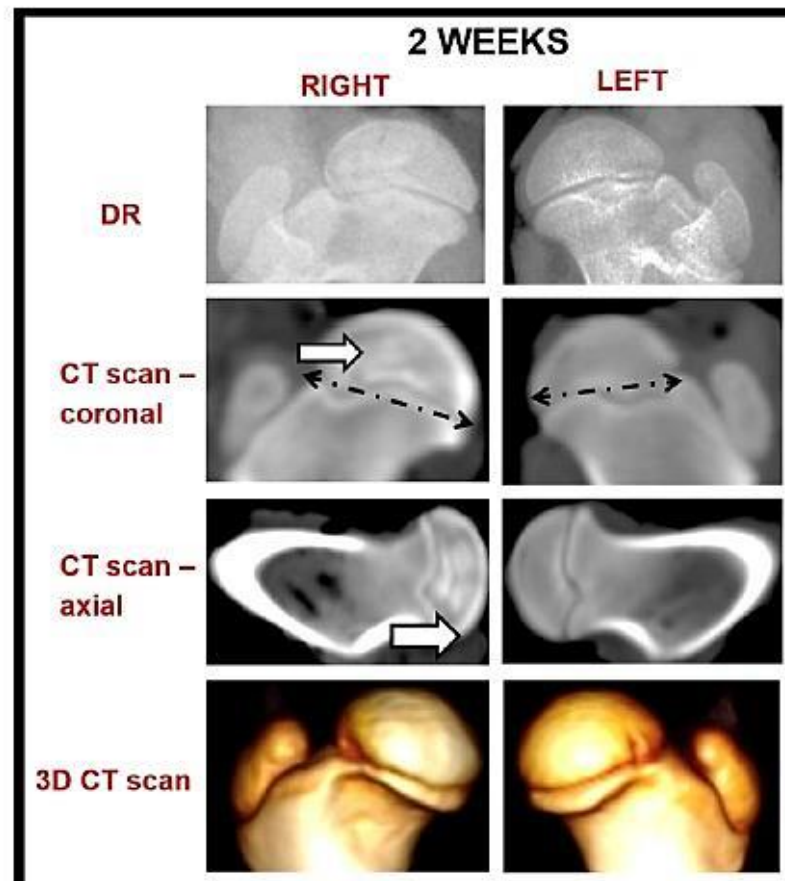 2 WEEKS
RIGHT
LEFT
DR
CT scan –
coronal
CT scan –
axial
3D CT scan